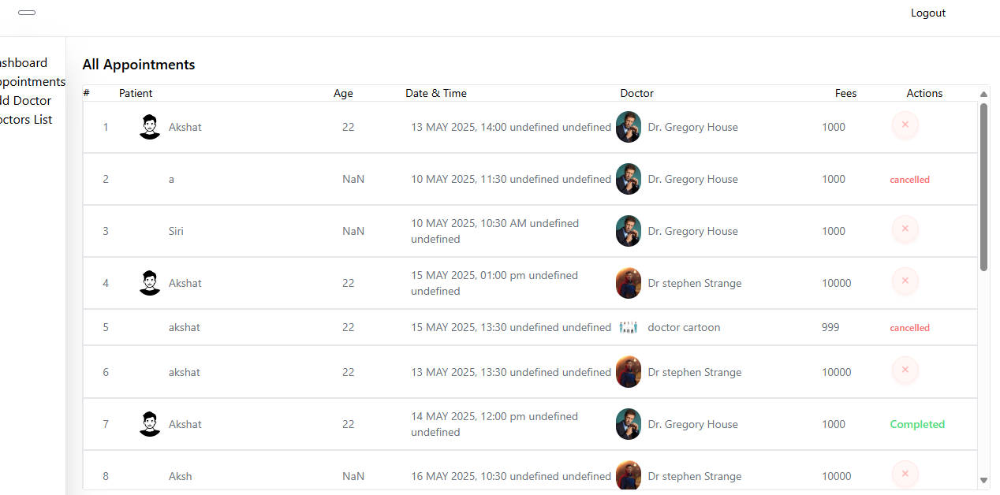 Logout
shboard
pointments
dd Doctor
octors List
All Appointments
# Patient Age Date & Time Doctor Fees Actions
1 Akshat 22 13 MAY 2025, 14:00 undefined undefined Dr. Gregory House 1000 ×
2 a NaN 10 MAY 2025, 11:30 undefined undefined Dr. Gregory House 1000 cancelled
3 Siri NaN 10 MAY 2025, 10:30 AM undefined
undefined Dr. Gregory House 1000 ×
4 Akshat 22 15 MAY 2025, 01:00 pm undefined
undefined Dr stephen Strange 10000 ×
5 akshat 22 15 MAY 2025, 13:30 undefined undefined doctor cartoon 999 cancelled
6 akshat 22 13 MAY 2025, 13:30 undefined undefined Dr stephen Strange 10000 ×
7 Akshat 22 14 MAY 2025, 12:00 pm undefined
undefined Dr. Gregory House 1000 Completed
8 Aksh NaN 16 MAY 2025, 10:30 undefined undefined Dr stephen Strange 10000 ×